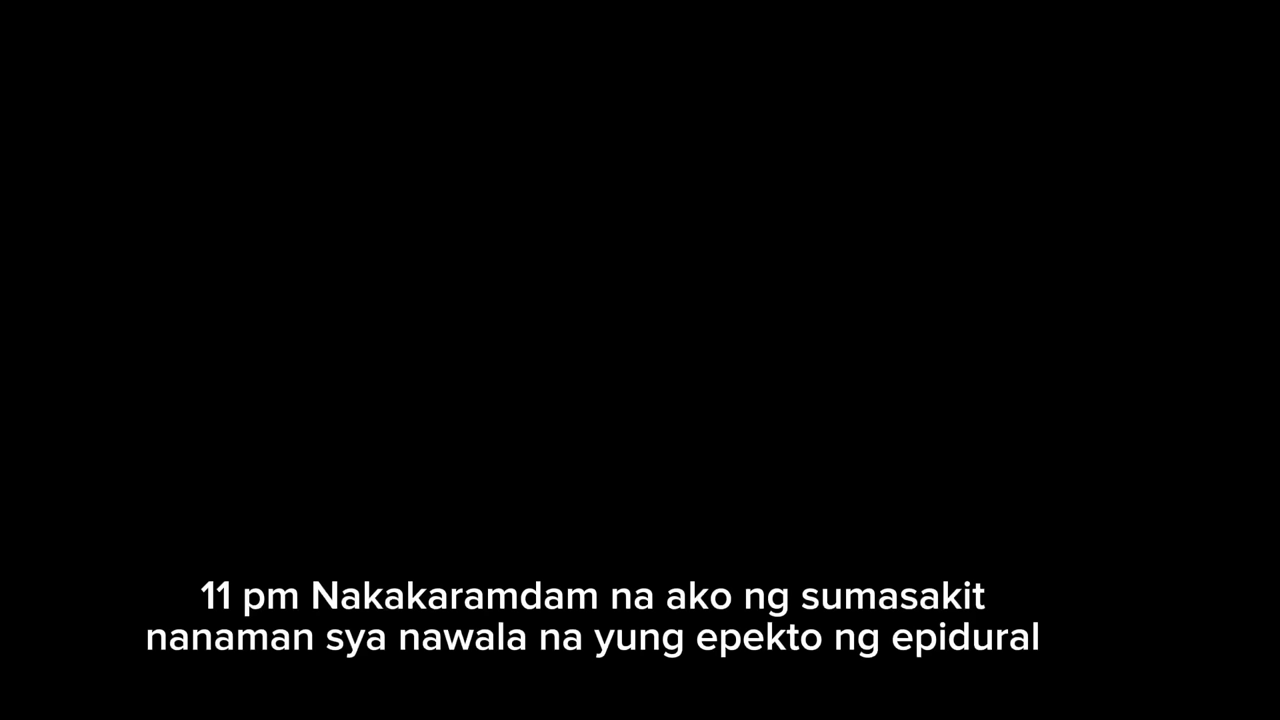 11 pm Nakakaramdam na ako ng sumasakit
nanaman sya nawala na yung epekto ng epidural